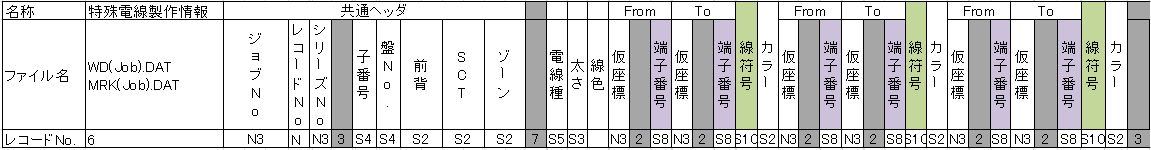 名称 特殊電線製作情報 共通ヘッダ From To From To From To
ファイル名 WD(Job).DAT
MRK(Job).DAT
ジョブNo レコードNo シリーズNo 子番号 盤No. 前背 SCT ゾーン 電線種 太さ 線色 仮座標 端子番号 仮座標 端子番号 線符号 カラー 仮座標 端子番号 仮座標 端子番号 線符号 カラー 仮座標 端子番号 仮座標 端子番号 線符号 カラー
レコードNo. 6 N3 N N3 3 S4 S4 S2 S2 S2 7 S5 S3 N3 2 S8 N3 2 S8 S10 S2 N3 2 S8 N3 2 S8 S10 S2 N3 2 S8 N3 2 S8 S10 S2 3